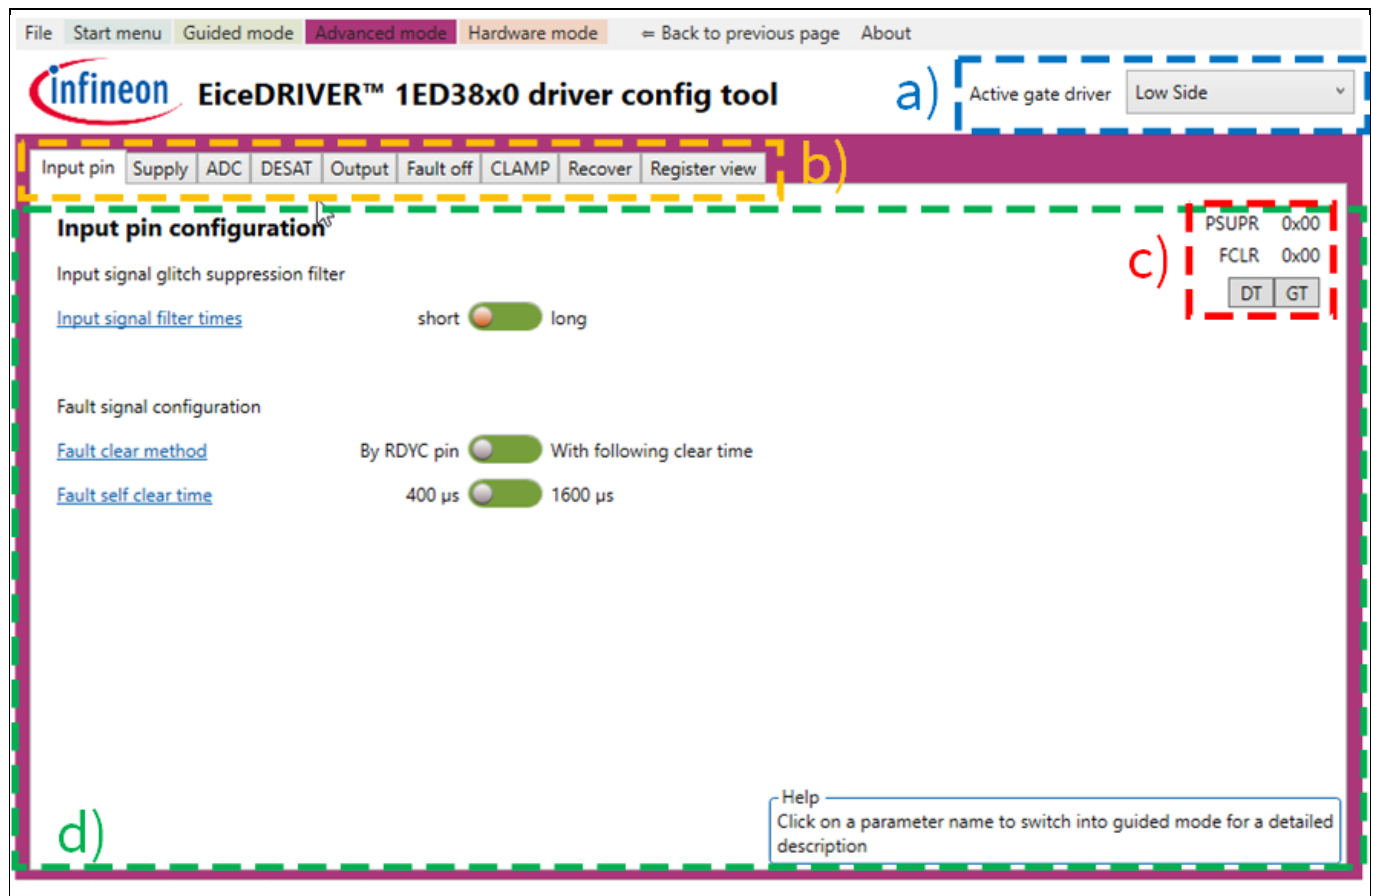 File Start menu Guided mode Advanced mode Hardware mode ⇐ Back to previous page About
infineon EiceDRIVER™ 1ED38x0 driver config tool a) Active gate driver Low Side
Input pin Supply ADC DESAT Output Fault off CLAMP Recover Register view b)
Input pin configuration
PSUPR 0x00
c) FCLR 0x00
DT GT
Input signal glitch suppression filter
Input signal filter times short long
Fault signal configuration
Fault clear method By RDYC pin With following clear time
Fault self clear time 400 µs 1600 µs
d)
Help
Click on a parameter name to switch into guided mode for a detailed
description